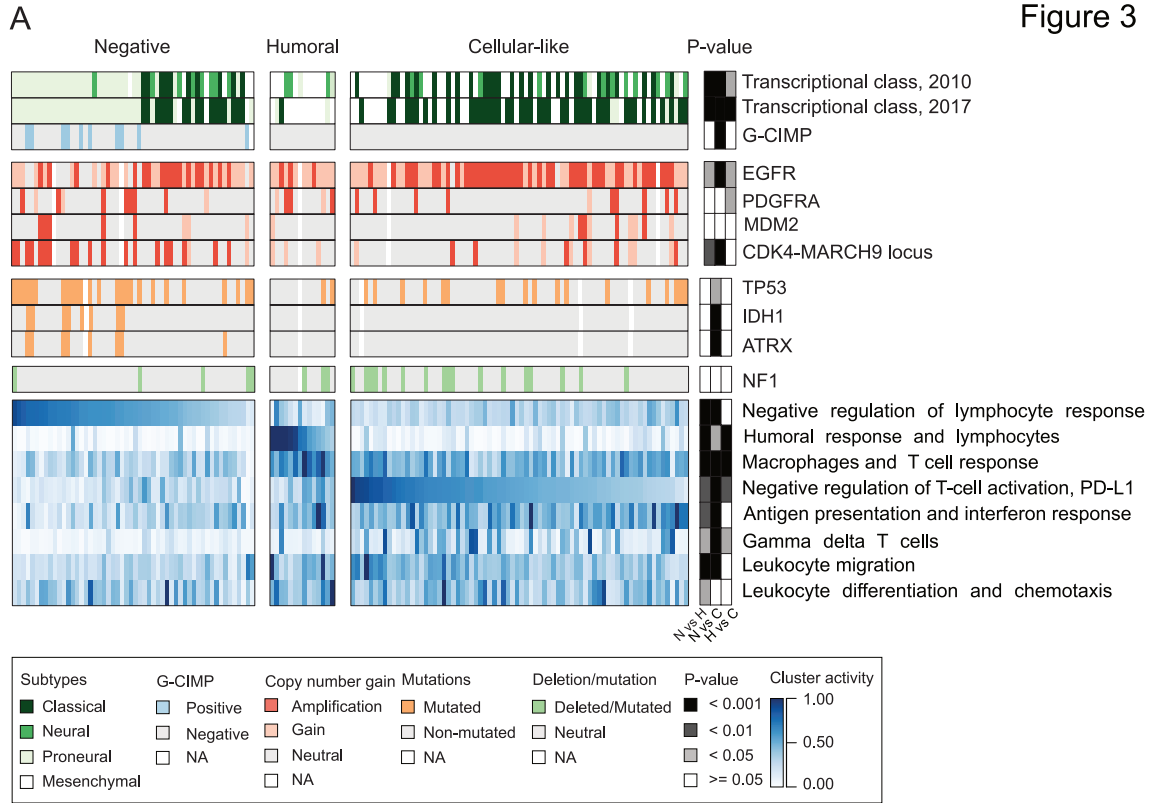 A
Figure 3
Negative Humoral Cellular-like P-value
Transcriptional class, 2010
Transcriptional class, 2017
G-CIMP
EGFR
PDGFRA
MDM2
CDK4-MARCH9 locus
TP53
IDH1
ATRX
NF1
Negative regulation of lymphocyte response
Humoral response and lymphocytes
Macrophages and T cell response
Negative regulation of T-cell activation, PD-L1
Antigen presentation and interferon response
Gamma delta T cells
Leukocyte migration
Leukocyte differentiation and chemotaxis
N vs H
N vs C
H vs C
Subtypes
Classical
Neural
Proneural
Mesenchymal
G-CIMP
Positive
Negative
NA
Copy number gain
Amplification
Gain
Neutral
NA
Mutations
Mutated
Non-mutated
NA
Deletion/mutation
Deleted/Mutated
Neutral
NA
P-value
< 0.001
< 0.01
< 0.05
>= 0.05
Cluster activity
1.00
0.50
0.00